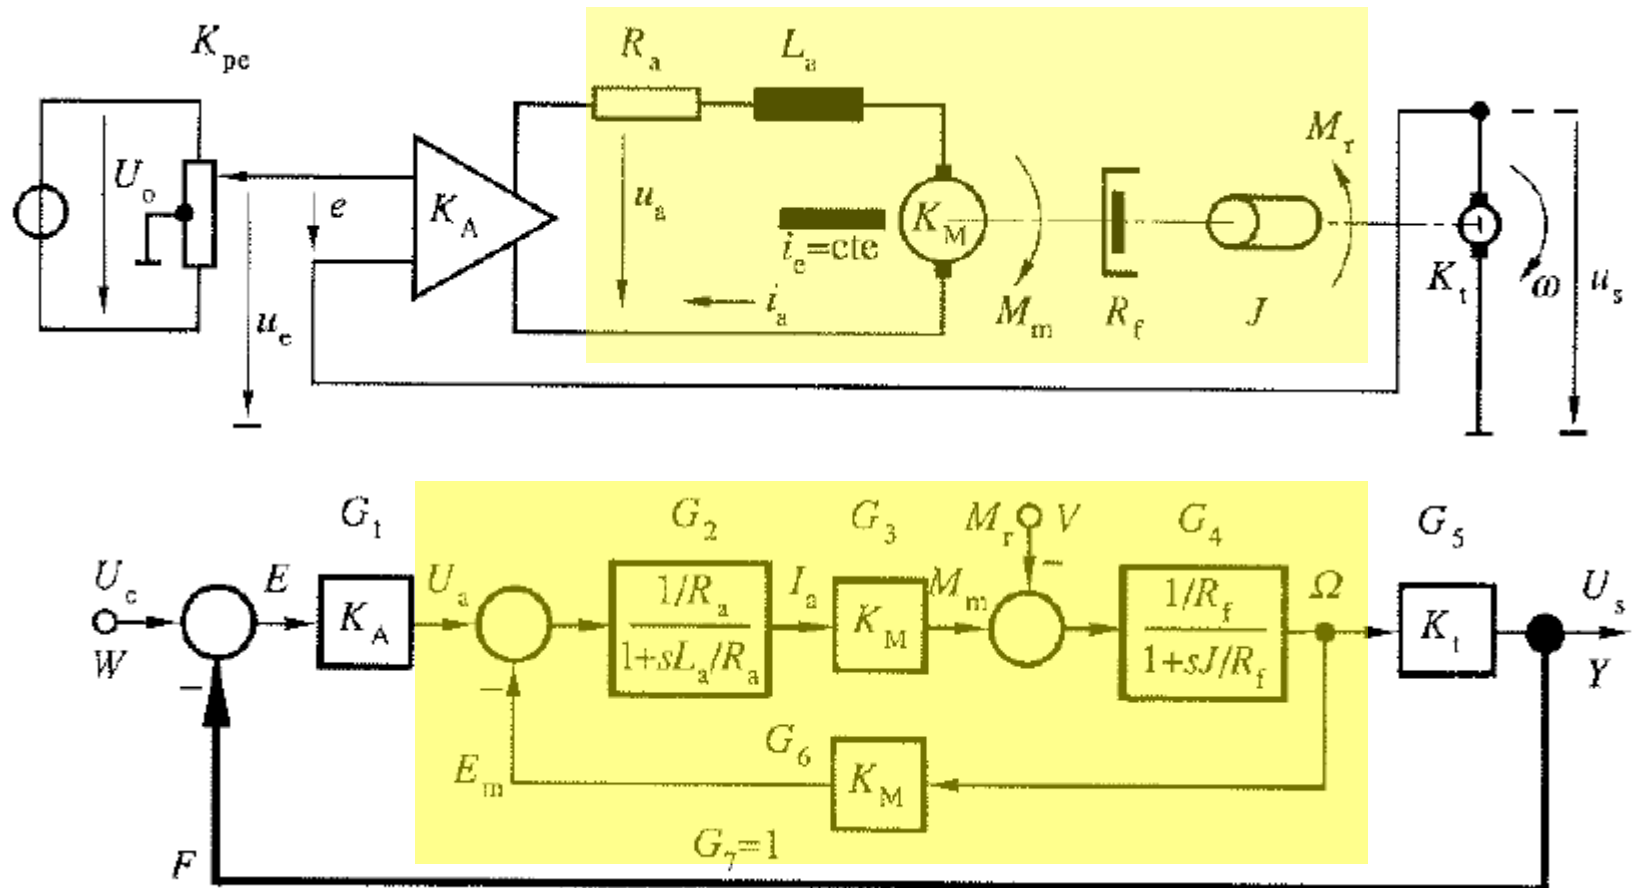 K_pe
R_a
L_a
M_r
U_o
e
K_A
u_a
K_M
i_e=cte
i_a
u_e
M_m
R_f
J
K_t
ω
u_s
G_1
G_2
G_3
M_r
V
G_4
G_5
U_e
W
E
K_A
U_a
1/R_a
1+sL_a/R_a
I_a
K_M
M_m
1/R_f
1+sJ/R_f
Ω
K_t
U_s
Y
−
−
−
E_m
G_6
K_M
F
G_7=1